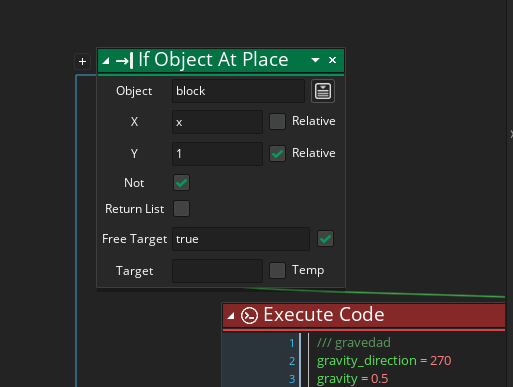 If Object At Place
Object block
X x Relative
Y 1 Relative
Not
Return List
Free Target true
Target Temp
Execute Code
1 /// gravedad
2 gravity_direction = 270
3 gravity = 0.5